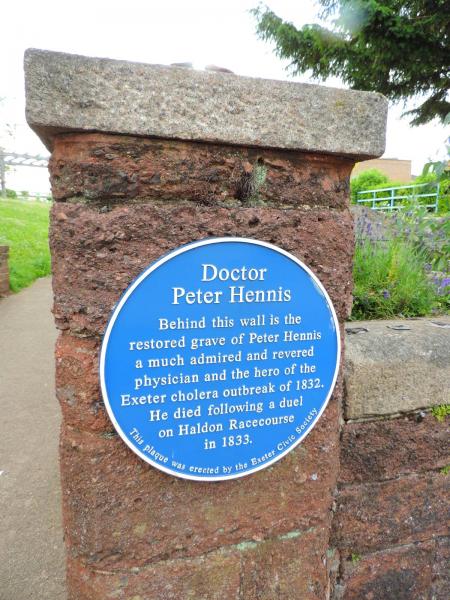 Doctor
Peter Hennis
Behind this wall is the
restored grave of Peter Hennis
a much admired and revered
physician and the hero of the
Exeter cholera outbreak of 1832.
He died following a duel
on Haldon Racecourse
in 1833.
This plaque was erected by the Exeter Civic Society